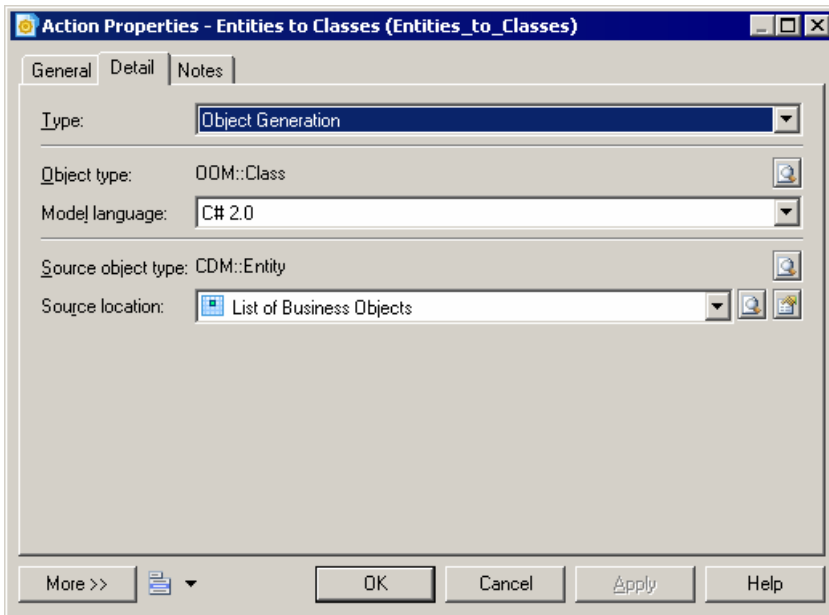 Action Properties - Entities to Classes (Entities_to_Classes)
General Detail Notes
Type: Object Generation
Object type: OOM::Class
Model language: C# 2.0
Source object type: CDM::Entity
Source location: List of Business Objects
More >> OK Cancel Apply Help